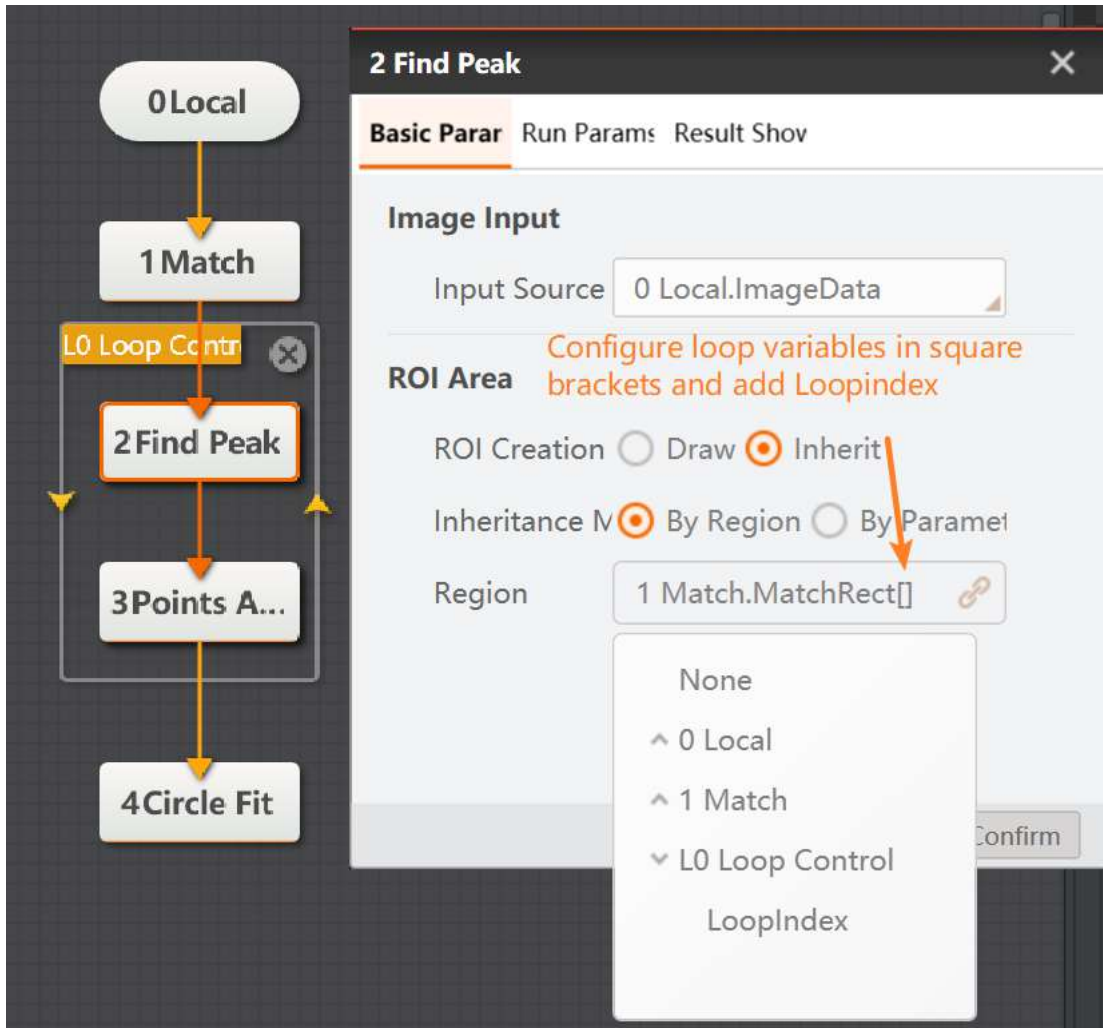 0Local
1Match
L0 Loop Contr
2Find Peak
3Points A...
4Circle Fit
2 Find Peak
Basic Parar Run Params Result Show
Image Input
Input Source 0 Local.ImageData
Configure loop variables in square
brackets and add Loopindex
ROI Area
ROI Creation Draw Inherit
Inheritance M By Region By Paramet
Region 1 Match.MatchRect[]
None
0 Local
1 Match
L0 Loop Control
LoopIndex
Confirm